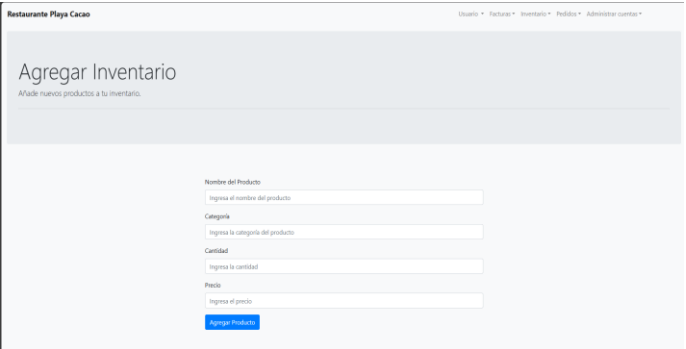 Restaurante Playa Cacao
Usuario Facturas Inventario Pedidos Administrar cuentas
Agregar Inventario
Añade nuevos productos a tu inventario.
Nombre del Producto
Ingresa el nombre del producto
Categoría
Ingresa la categoría del producto
Cantidad
Ingresa la cantidad
Precio
Ingresa el precio
Agregar Producto